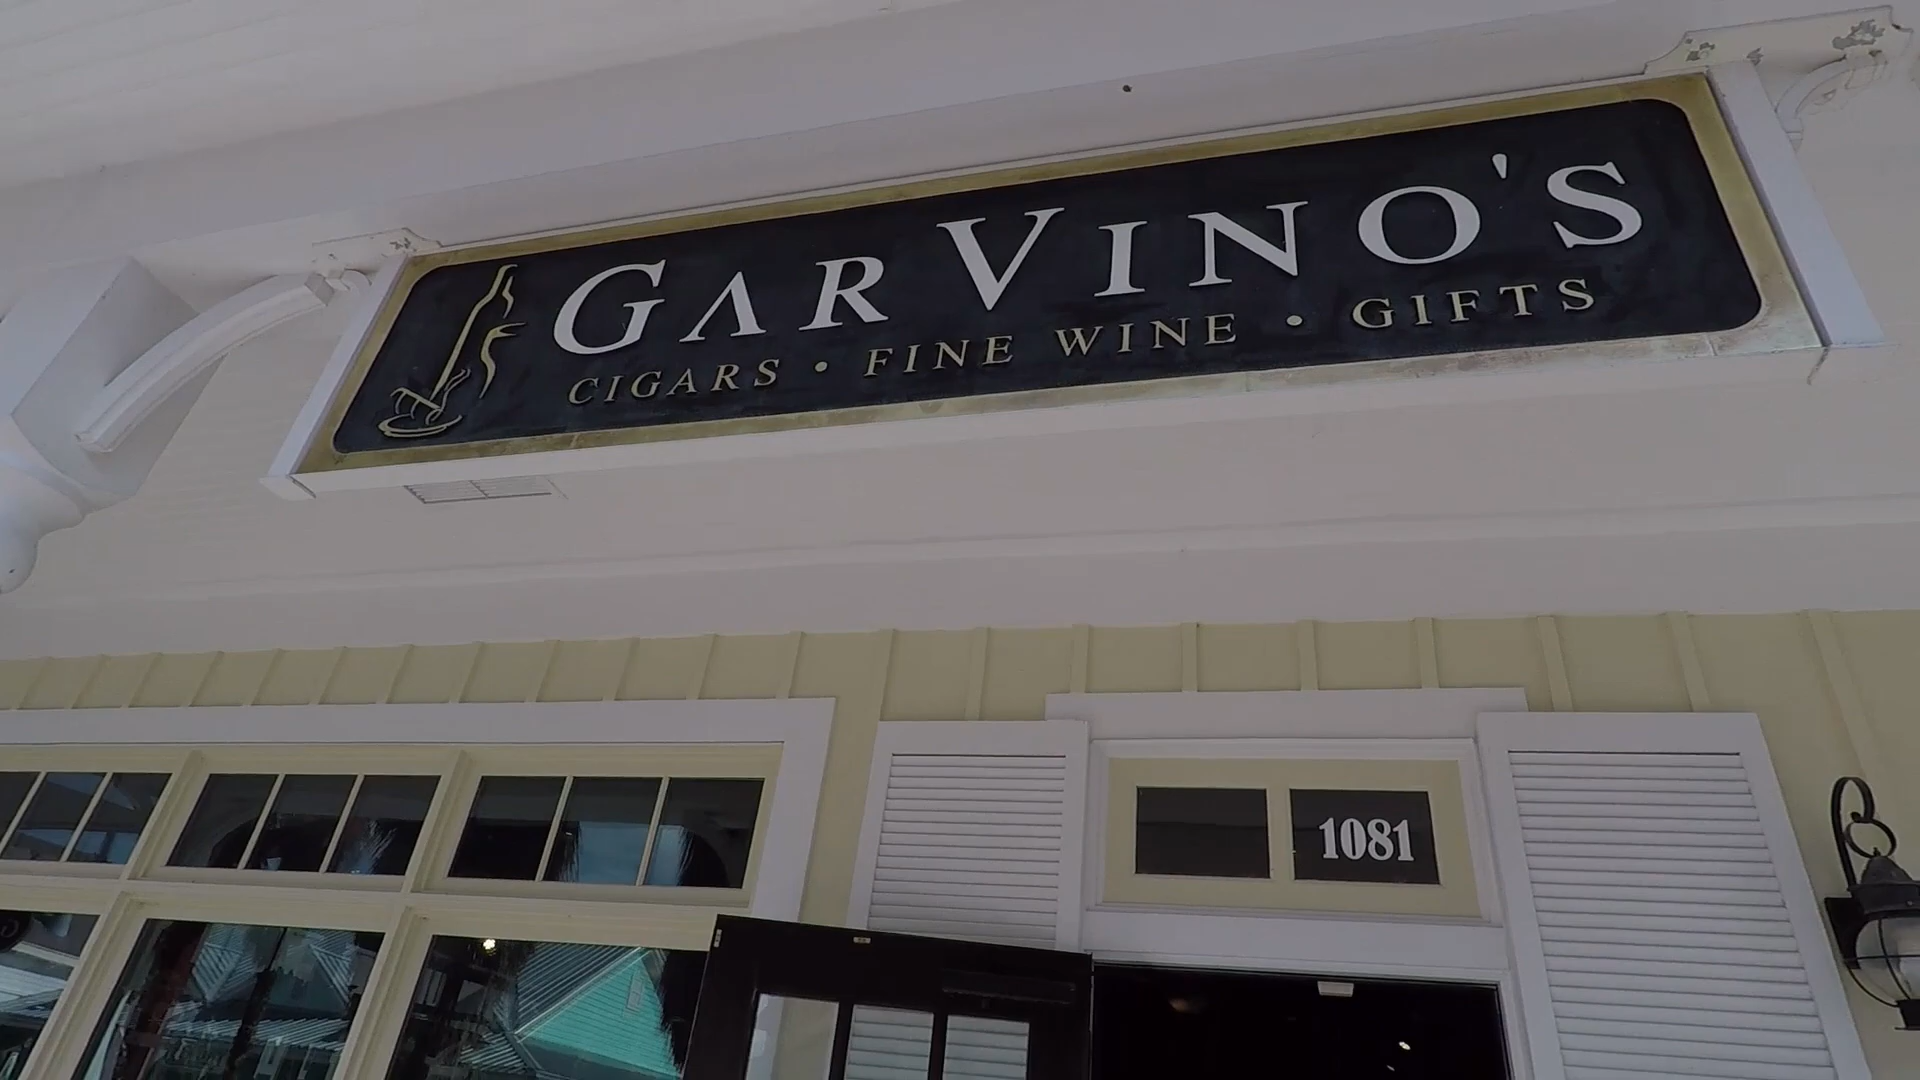 GARVINO'S
CIGARS • FINE WINE • GIFTS
1081